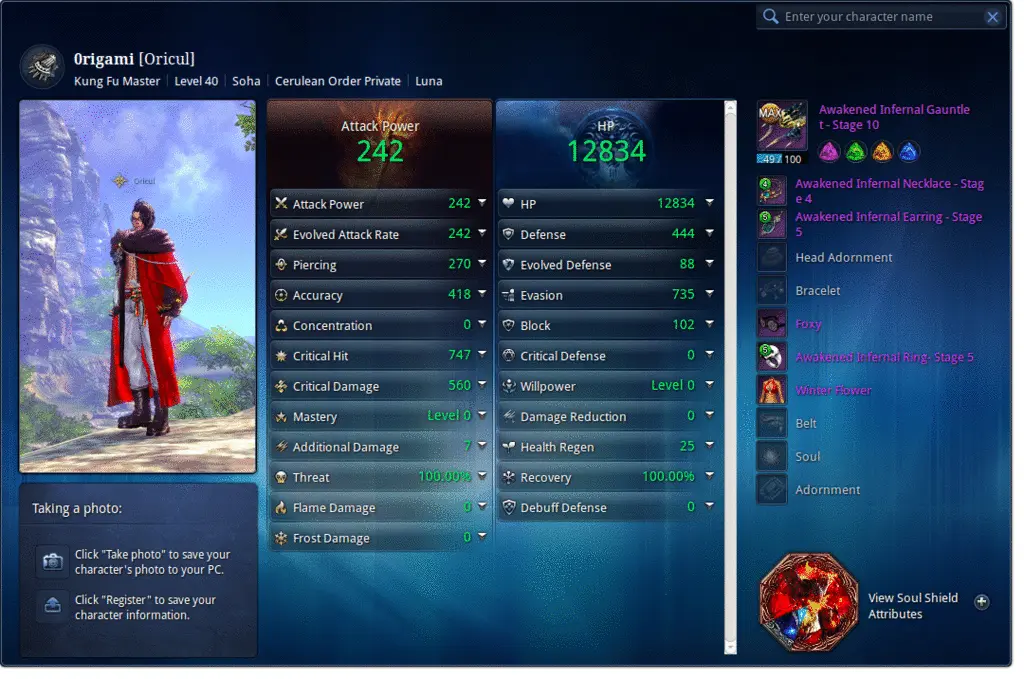 Enter your character name
0rigami [Oricul]
Kung Fu Master | Level 40 | Soha | Cerulean Order Private | Luna
Oricul
Taking a photo:
Click "Take photo" to save your
character's photo to your PC.
Click "Register" to save your
character information.
Attack Power
242
Attack Power 242
Evolved Attack Rate 242
Piercing 270
Accuracy 418
Concentration 0
Critical Hit 747
Critical Damage 560
Mastery Level 0
Additional Damage 7
Threat 100.00%
Flame Damage 0
Frost Damage 0
HP
12834
HP 12834
Defense 444
Evolved Defense 88
Evasion 735
Block 102
Critical Defense 0
Willpower Level 0
Damage Reduction 0
Health Regen 25
Recovery 100.00%
Debuff Defense 0
MAX
49 / 100
Awakened Infernal Gauntle
t - Stage 10
4
Awakened Infernal Necklace - Stag
e 4
5
Awakened Infernal Earring - Stage
5
Head Adornment
Bracelet
Foxy
5
Awakened Infernal Ring- Stage 5
Winter Flower
Belt
Soul
Adornment
View Soul Shield
Attributes